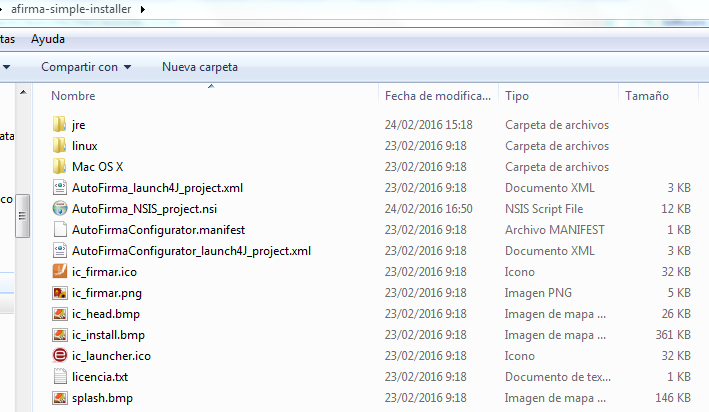 afirma-simple-installer
tas Ayuda
Compartir con Nueva carpeta
Nombre Fecha de modifica... Tipo Tamaño
jre 24/02/2016 15:18 Carpeta de archivos
linux 23/02/2016 9:18 Carpeta de archivos
Mac OS X 23/02/2016 9:18 Carpeta de archivos
AutoFirma_launch4J_project.xml 23/02/2016 9:18 Documento XML 3 KB
AutoFirma_NSIS_project.nsi 24/02/2016 16:50 NSIS Script File 12 KB
AutoFirmaConfigurator.manifest 23/02/2016 9:18 Archivo MANIFEST 1 KB
AutoFirmaConfigurator_launch4J_project.xml 23/02/2016 9:18 Documento XML 3 KB
ic_firmar.ico 23/02/2016 9:18 Icono 32 KB
ic_firmar.png 23/02/2016 9:18 Imagen PNG 5 KB
ic_head.bmp 23/02/2016 9:18 Imagen de mapa ... 26 KB
ic_install.bmp 23/02/2016 9:18 Imagen de mapa ... 361 KB
ic_launcher.ico 23/02/2016 9:18 Icono 32 KB
licencia.txt 23/02/2016 9:18 Documento de tex... 1 KB
splash.bmp 23/02/2016 9:18 Imagen de mapa ... 146 KB
ata
co